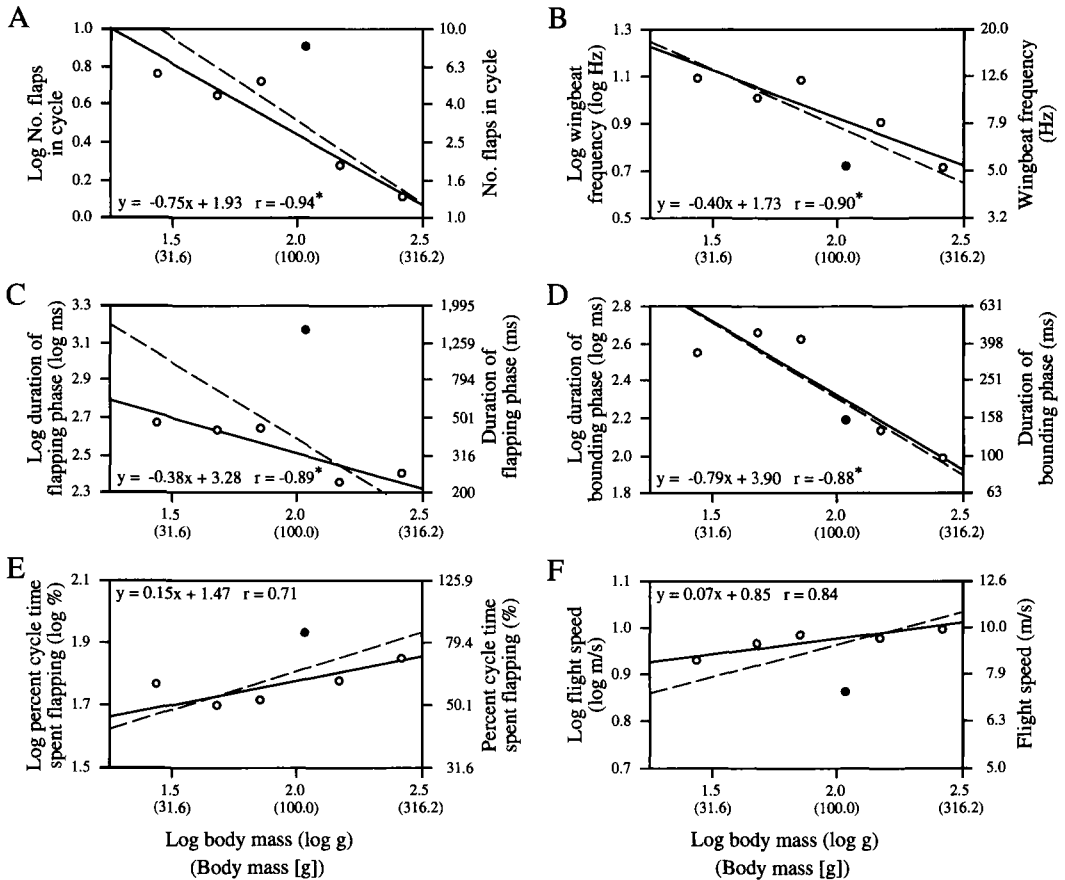 A
Log No. flaps
in cycle
1.0
0.8
0.6
0.4
0.2
0.0
10.0
6.3
4.0
2.5
1.6
1.0
No. flaps in cycle
y = -0.75x + 1.93 r = -0.94*
1.5 2.0 2.5
(31.6) (100.0) (316.2)
B
Log wingbeat
frequency (log Hz)
1.3
1.1
0.9
0.7
0.5
20.0
12.6
7.9
5.0
3.2
Wingbeat frequency
(Hz)
y = -0.40x + 1.73 r = -0.90*
1.5 2.0 2.5
(31.6) (100.0) (316.2)
C
Log duration of
flapping phase (log ms)
3.3
3.1
2.9
2.7
2.5
2.3
1,995
1,259
794
501
316
200
Duration of
flapping phase (ms)
y = -0.38x + 3.28 r = -0.89*
1.5 2.0 2.5
(31.6) (100.0) (316.2)
D
Log duration of
bounding phase (log ms)
2.8
2.6
2.4
2.2
2.0
1.8
631
398
251
158
100
63
Duration of
bounding phase (ms)
y = -0.79x + 3.90 r = -0.88*
1.5 2.0 2.5
(31.6) (100.0) (316.2)
E
Log percent cycle time
spent flapping (log %)
2.1
1.9
1.7
1.5
125.9
79.4
50.1
31.6
Percent cycle time
spent flapping (%)
y = 0.15x + 1.47 r = 0.71
1.5 2.0 2.5
(31.6) (100.0) (316.2)
Log body mass (log g)
(Body mass [g])
F
Log flight speed
(log m/s)
1.1
1.0
0.9
0.8
0.7
12.6
10.0
7.9
6.3
5.0
Flight speed (m/s)
y = 0.07x + 0.85 r = 0.84
1.5 2.0 2.5
(31.6) (100.0) (316.2)
Log body mass (log g)
(Body mass [g])